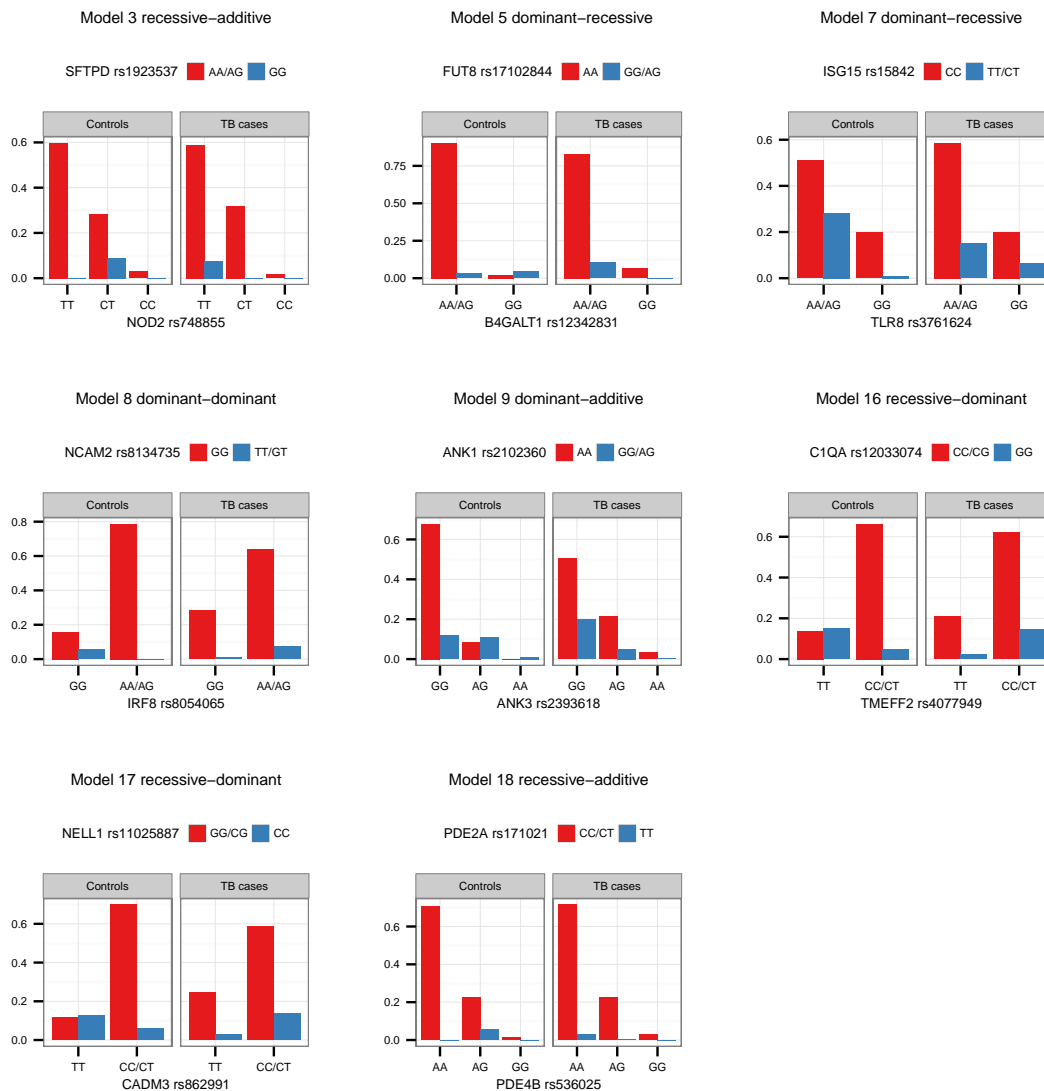 Model 3 recessive−additive
SFTPD rs1923537 AA/AG GG
Controls TB cases
0.6
0.4
0.2
0.0
TT CT CC TT CT CC
NOD2 rs748855
Model 5 dominant−recessive
FUT8 rs17102844 AA GG/AG
Controls TB cases
0.75
0.50
0.25
0.00
AA/AG GG AA/AG GG
B4GALT1 rs12342831
Model 7 dominant−recessive
ISG15 rs15842 CC TT/CT
Controls TB cases
0.6
0.4
0.2
0.0
AA/AG GG AA/AG GG
TLR8 rs3761624
Model 8 dominant−dominant
NCAM2 rs8134735 GG TT/GT
Controls TB cases
0.8
0.6
0.4
0.2
0.0
GG AA/AG GG AA/AG
IRF8 rs8054065
Model 9 dominant−additive
ANK1 rs2102360 AA GG/AG
Controls TB cases
0.6
0.4
0.2
0.0
GG AG AA GG AG AA
ANK3 rs2393618
Model 16 recessive−dominant
C1QA rs12033074 CC/CG GG
Controls TB cases
0.6
0.4
0.2
0.0
TT CC/CT TT CC/CT
TMEFF2 rs4077949
Model 17 recessive−dominant
NELL1 rs11025887 GG/CG CC
Controls TB cases
0.6
0.4
0.2
0.0
TT CC/CT TT CC/CT
CADM3 rs862991
Model 18 recessive−additive
PDE2A rs171021 CC/CT TT
Controls TB cases
0.6
0.4
0.2
0.0
AA AG GG AA AG GG
PDE4B rs536025